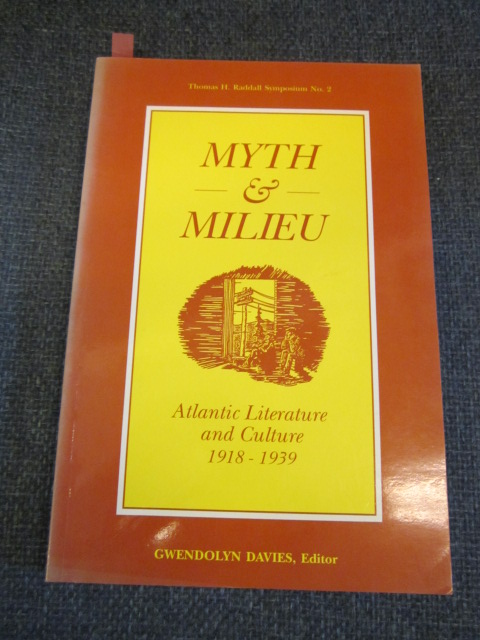 Thomas H. Raddall Symposium No. 2
MYTH
&
MILIEU
Atlantic Literature
and Culture
1918 - 1939
GWENDOLYN DAVIES, Editor